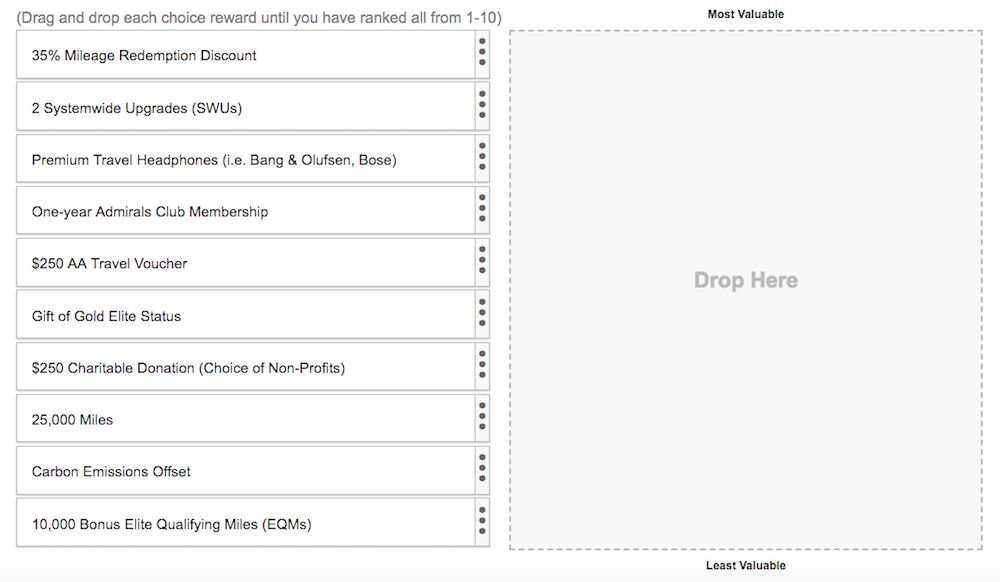 (Drag and drop each choice reward until you have ranked all from 1-10)
Most Valuable
35% Mileage Redemption Discount
2 Systemwide Upgrades (SWUs)
Premium Travel Headphones (i.e. Bang & Olufsen, Bose)
One-year Admirals Club Membership
$250 AA Travel Voucher
Gift of Gold Elite Status
$250 Charitable Donation (Choice of Non-Profits)
25,000 Miles
Carbon Emissions Offset
10,000 Bonus Elite Qualifying Miles (EQMs)
Drop Here
Least Valuable